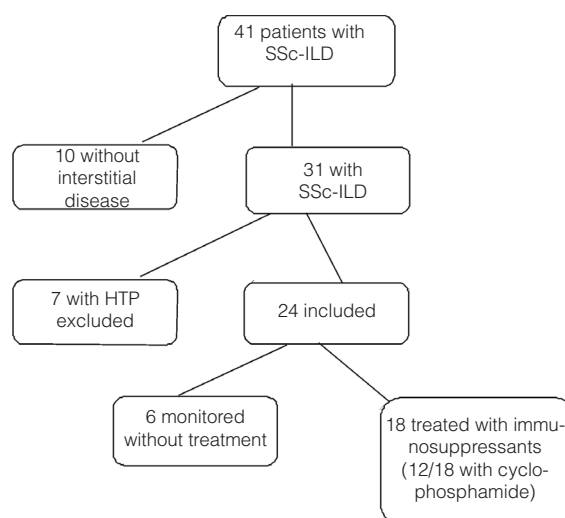 41 patients with
SSc-ILD
10 without
interstitial
disease
31 with
SSc-ILD
7 with HTP
excluded
24 included
6 monitored
without treatment
18 treated with immu-
nosuppressants
(12/18 with cyclo-
phosphamide)